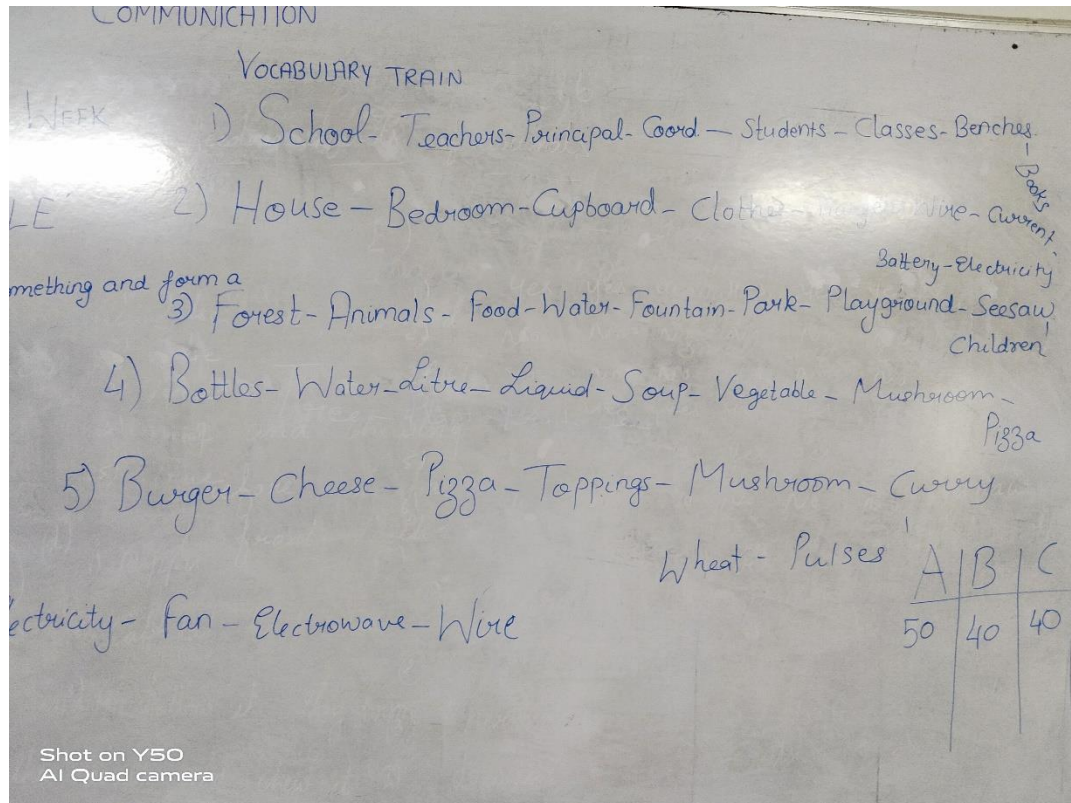 COMMUNICATION
VOCABULARY TRAIN
WEEK
1) School - Teachers - Principal - Coord - Students - Classes - Benches
- Books
LE
2) House - Bedroom - Cupboard - Clothes - Wire - Current
Battery - Electricity
mething and form a
3) Forest - Animals - Food - Water - Fountain - Park - Playground - Seesaw
Children
4) Bottles - Water - Litre - Liquid - Soup - Vegetable - Mushroom -
Pizza
5) Burger - Cheese - Pizza - Toppings - Mushroom - Curry
Wheat - Pulses
A B C
50 40 40
ectricity - Fan - Electrowave - Wire
Shot on Y50
AI Quad camera